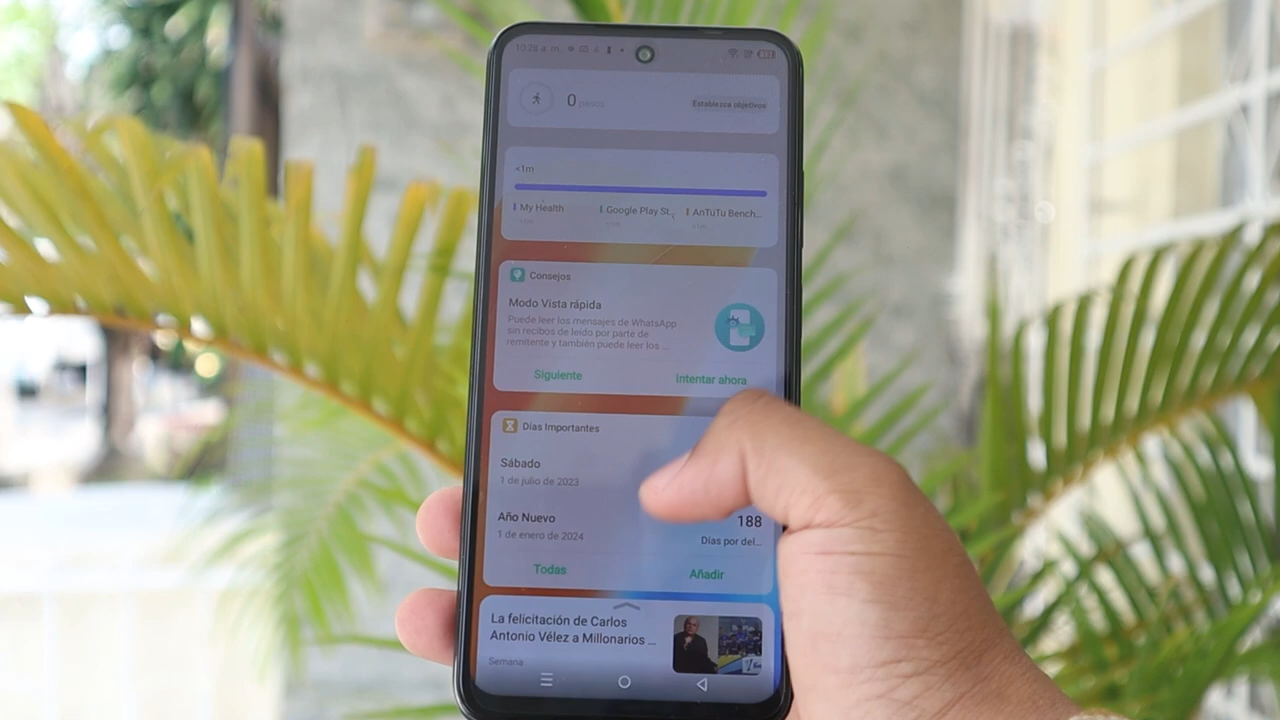 10:28 a. m.
0 pasos
Establezca objetivos
<1m
My Health
Google Play St...
AnTuTu Bench...
Consejos
Modo Vista rápida
Puede leer los mensajes de WhatsApp
sin recibos de leído por parte de
remitente y también puede leer los ...
Siguiente
Intentar ahora
Días Importantes
Sábado
1 de julio de 2023
Año Nuevo
188
1 de enero de 2024
Días por del...
Todas
Añadir
La felicitación de Carlos
Antonio Vélez a Millonarios ...
Semana